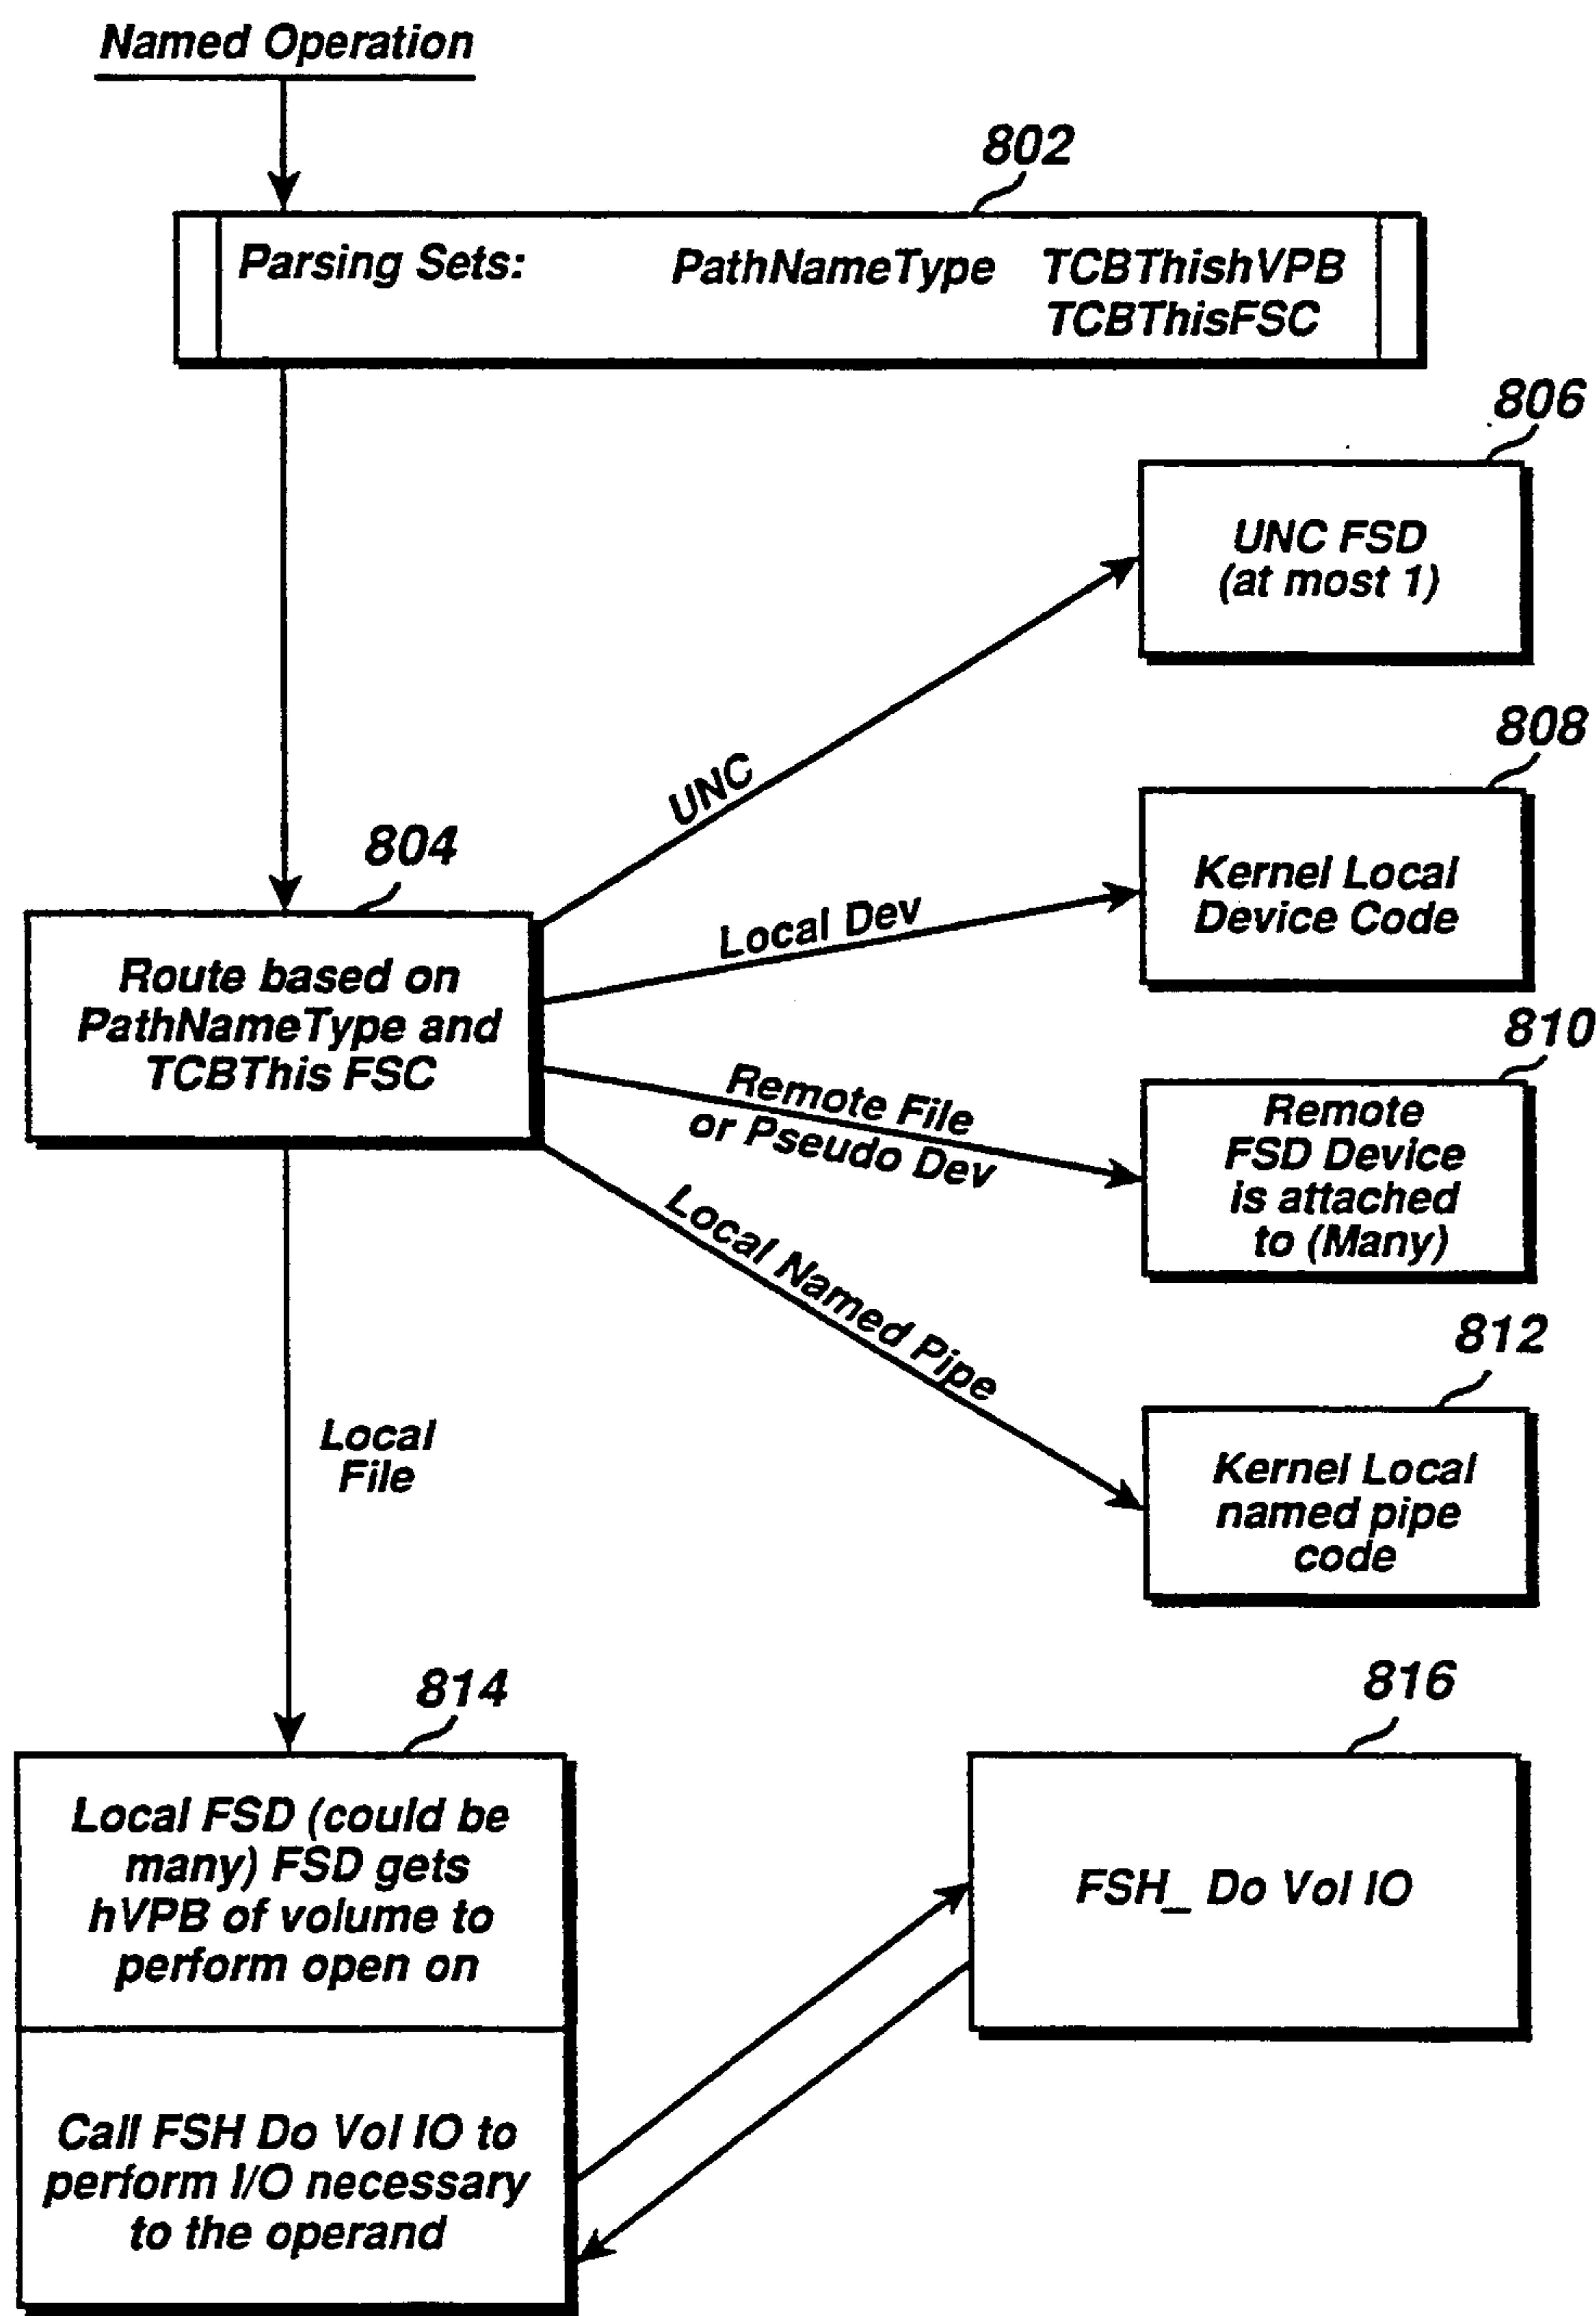 Named Operation
802
Parsing Sets: PathNameType TCBThishVPB
TCBThisFSC
806
UNC FSD
(at most 1)
UNC
808
Kernel Local
Device Code
804
Local Dev
Route based on
PathNameType and
TCBThis FSC
810
Remote File
or Pseudo Dev
Remote
FSD Device
is attached
to (Many)
Local Named Pipe
812
Kernel Local
named pipe
code
Local
File
814
Local FSD (could be
many) FSD gets
hVPB of volume to
perform open on
Call FSH Do Vol IO to
perform I/O necessary
to the operand
816
FSH_ Do Vol IO